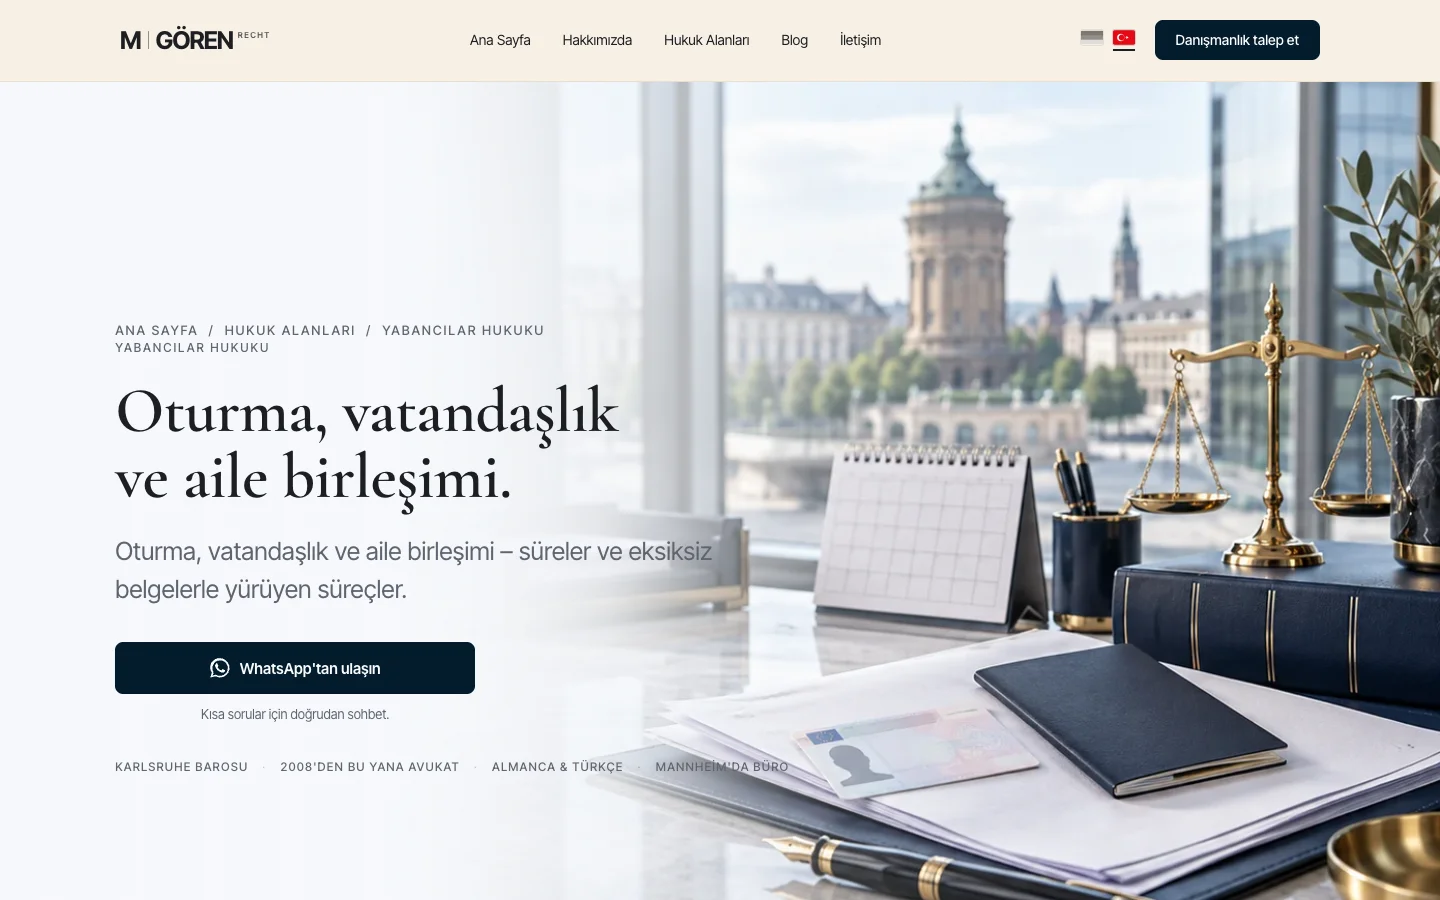 M | GÖREN RECHT
Ana Sayfa Hakkımızda Hukuk Alanları Blog İletişim
Danışmanlık talep et
ANA SAYFA / HUKUK ALANLARI / YABANCILAR HUKUKU
YABANCILAR HUKUKU
Oturma, vatandaşlık
ve aile birleşimi.
Oturma, vatandaşlık ve aile birleşimi – süreler ve eksiksiz
belgelerle yürüyen süreçler.
WhatsApp'tan ulaşın
Kısa sorular için doğrudan sohbet.
KARLSRUHE BAROSU · 2008'DEN BU YANA AVUKAT · ALMANCA & TÜRKÇE · MANNHEİM'DA BÜRO